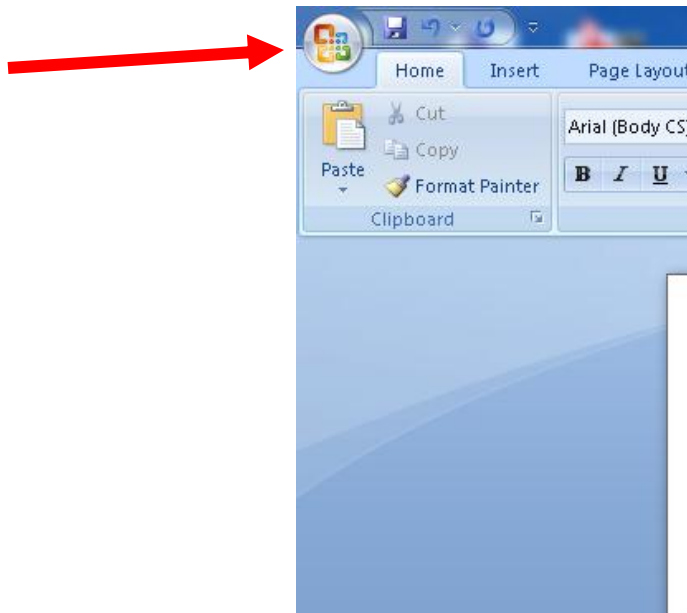 Home Insert Page Layout
Cut
Copy
Paste
Format Painter
Clipboard
Arial (Body CS)
B I U